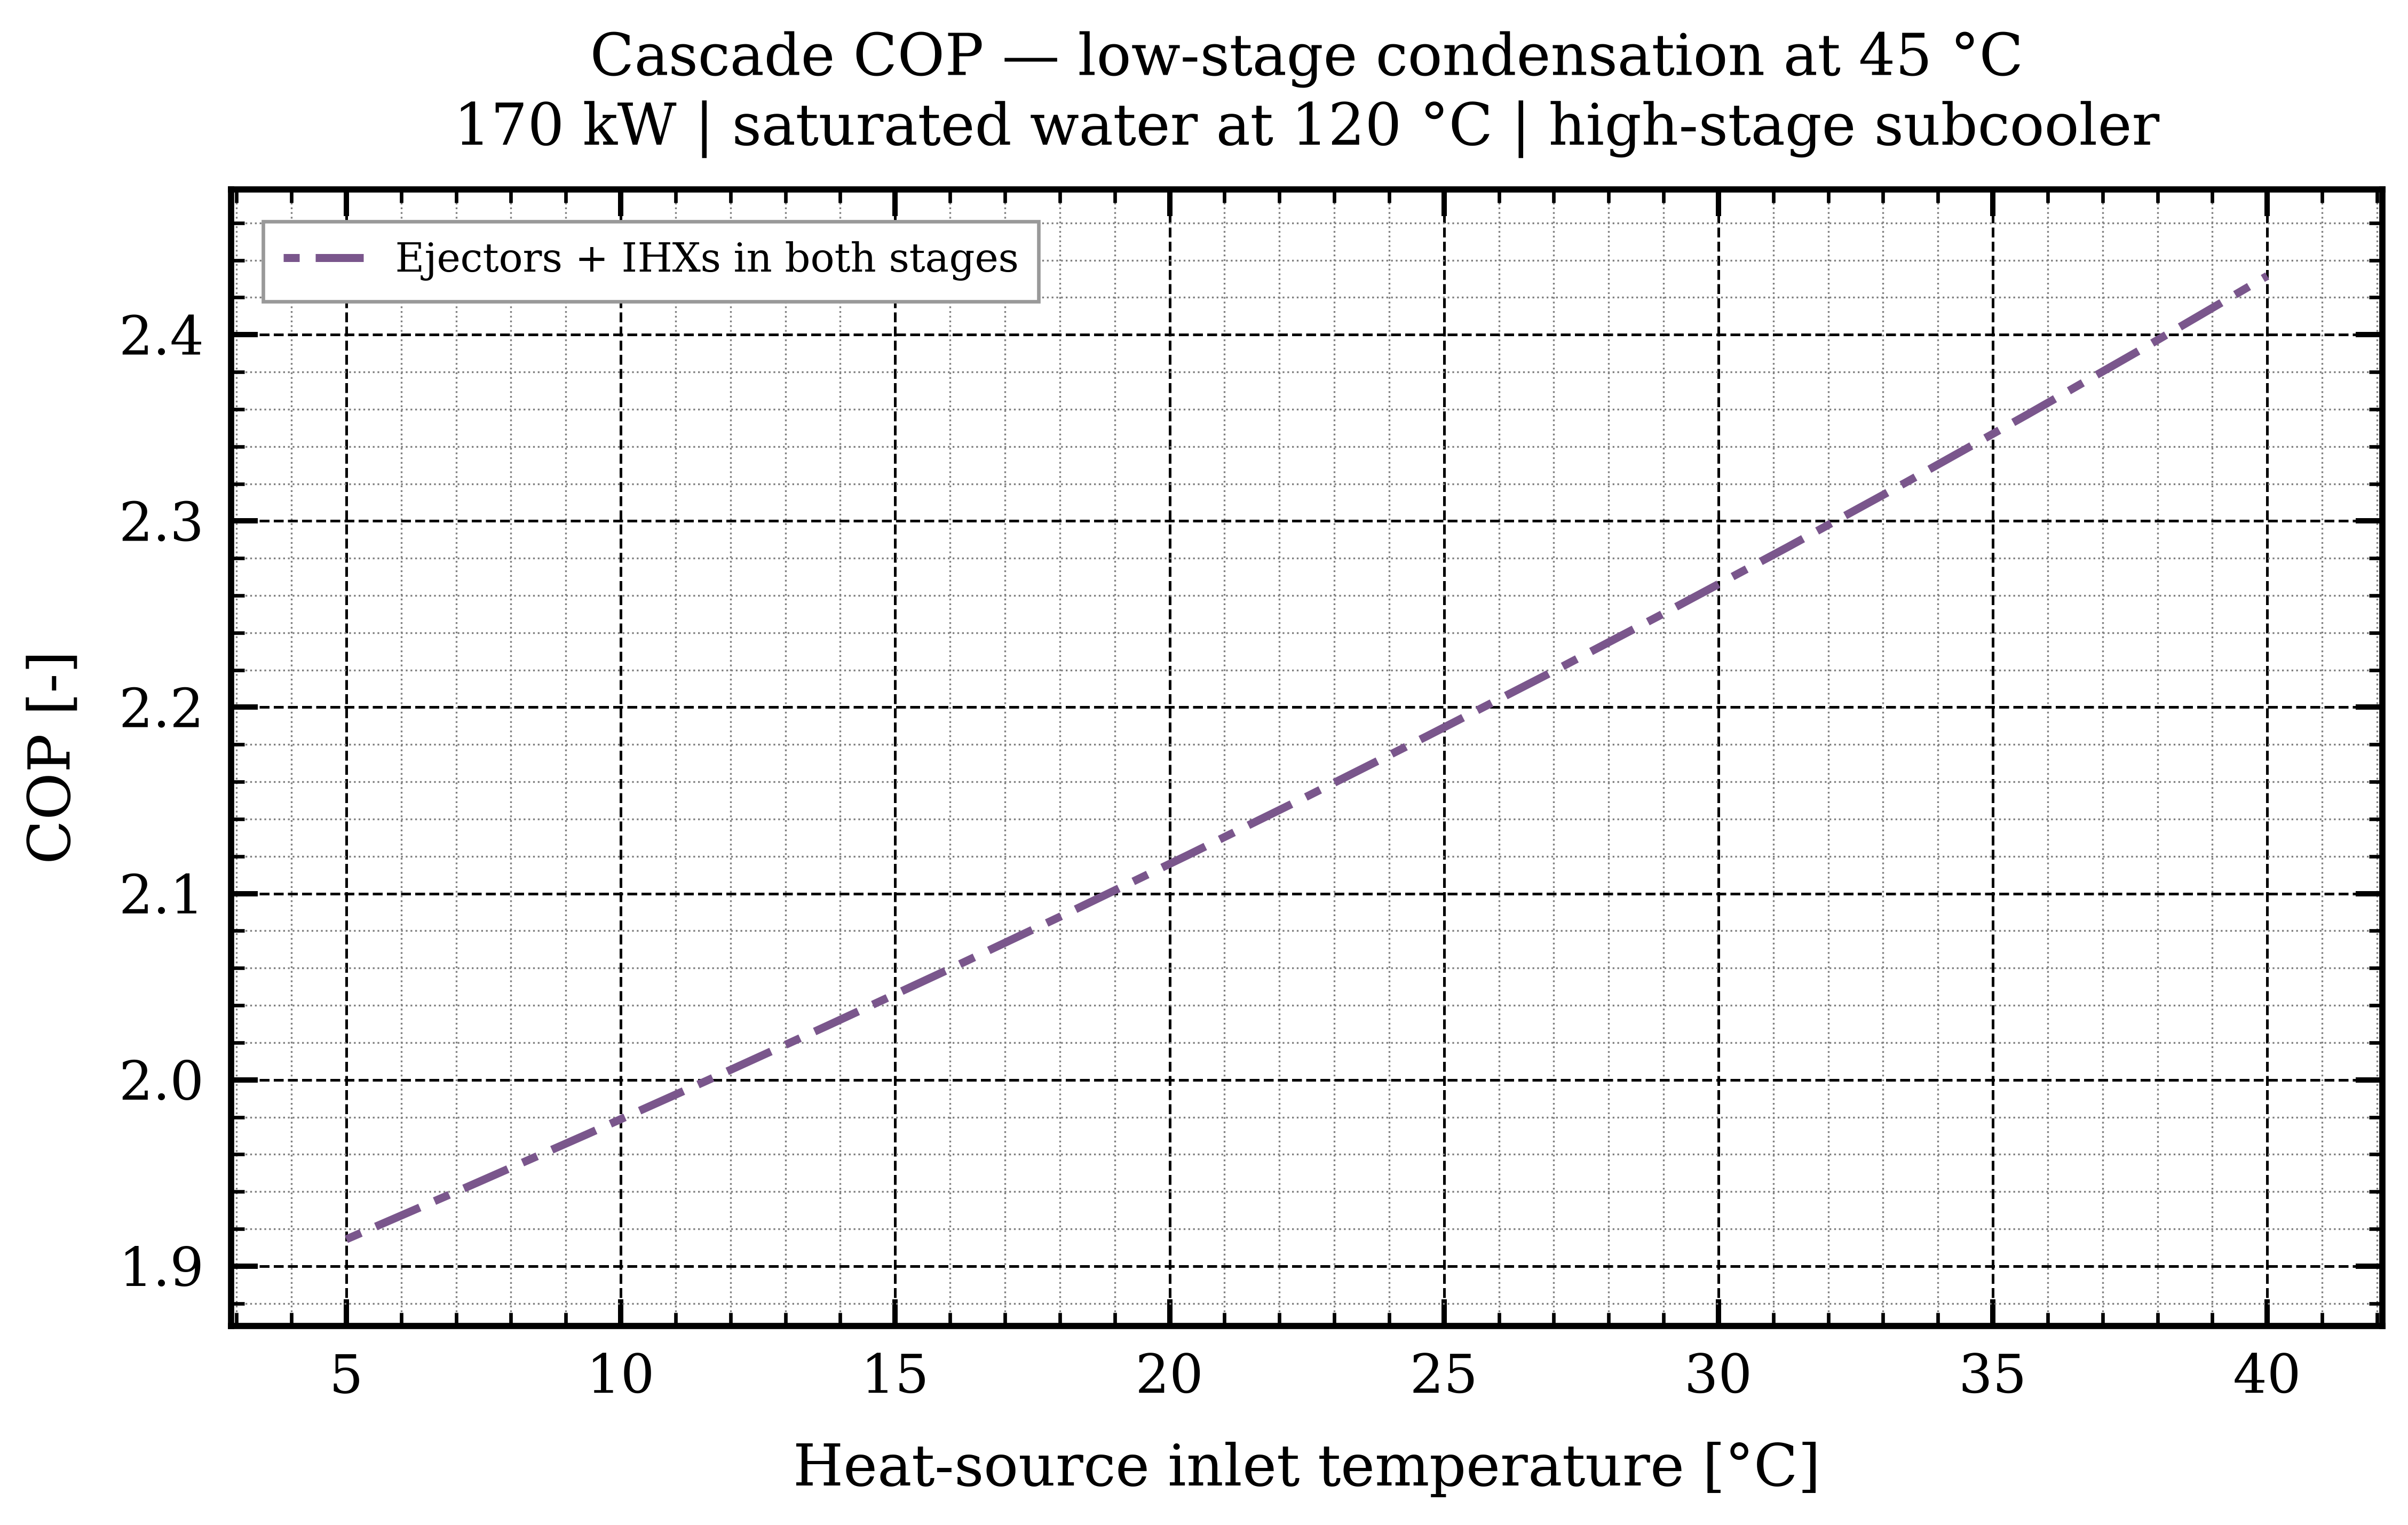 Cascade COP — low-stage condensation at 45 °C
170 kW | saturated water at 120 °C | high-stage subcooler
Ejectors + IHXs in both stages
COP [-]
2.4
2.3
2.2
2.1
2.0
1.9
5 10 15 20 25 30 35 40
Heat-source inlet temperature [°C]